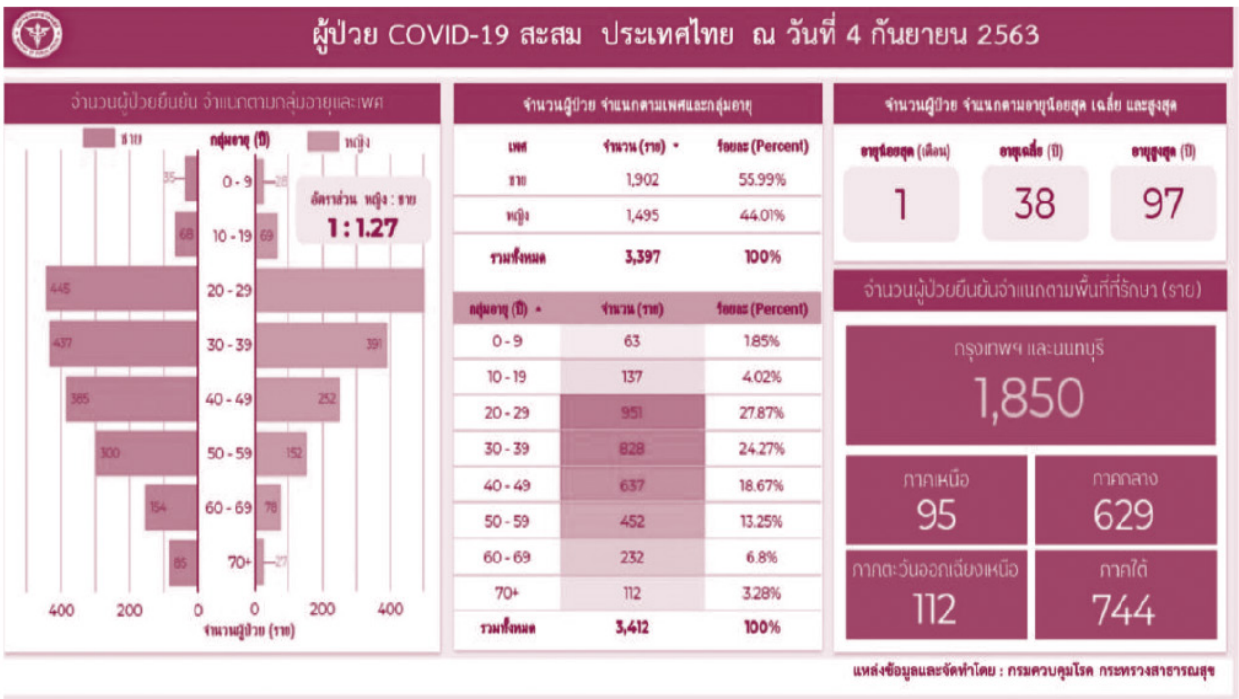 ผู้ป่วย COVID-19 สะสม ประเทศไทย ณ วันที่ 4 กันยายน 2563
จำนวนผู้ป่วยยืนยัน จำแนกตามกลุ่มอายุและเพศ
ชาย กลุ่มอายุ (ปี) หญิง
อัตราส่วน หญิง : ชาย
1 : 1.27
35 0 - 9 28
68 10 - 19 69
445 20 - 29
437 30 - 39 391
385 40 - 49 252
300 50 - 59 152
154 60 - 69 78
85 70+ 27
400 200 0 0 200 400
จำนวนผู้ป่วย (ราย)
จำนวนผู้ป่วย จำแนกตามเพศและกลุ่มอายุ
เพศ จำนวน (ราย) ร้อยละ (Percent)
ชาย 1,902 55.99%
หญิง 1,495 44.01%
รวมทั้งหมด 3,397 100%
กลุ่มอายุ (ปี) จำนวน (ราย) ร้อยละ (Percent)
0 - 9 63 1.85%
10 - 19 137 4.02%
20 - 29 951 27.87%
30 - 39 828 24.27%
40 - 49 637 18.67%
50 - 59 452 13.25%
60 - 69 232 6.8%
70+ 112 3.28%
รวมทั้งหมด 3,412 100%
จำนวนผู้ป่วย จำแนกตามอายุน้อยสุด เฉลี่ย และสูงสุด
อายุน้อยสุด (เดือน) อายุเฉลี่ย (ปี) อายุสูงสุด (ปี)
1 38 97
จำนวนผู้ป่วยยืนยันจำแนกตามพื้นที่ที่รักษา (ราย)
กรุงเทพฯ และนนทบุรี
1,850
ภาคเหนือ ภาคกลาง
95 629
ภาคตะวันออกเฉียงเหนือ ภาคใต้
112 744
แหล่งข้อมูลและจัดทำโดย : กรมควบคุมโรค กระทรวงสาธารณสุข